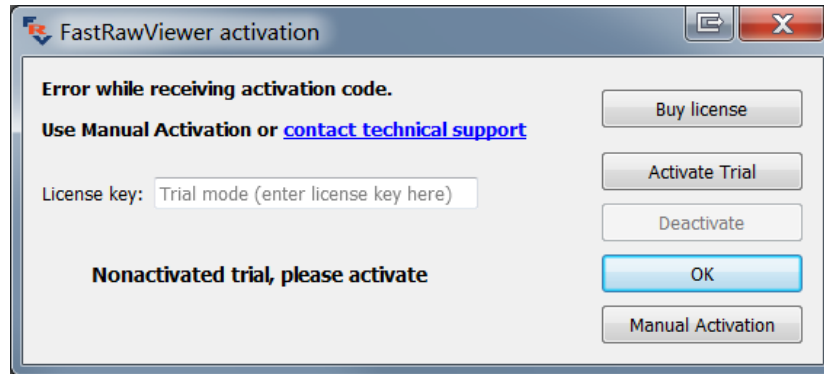 FastRawViewer activation
Error while receiving activation code.
Use Manual Activation or contact technical support
License key: Trial mode (enter license key here)
Nonactivated trial, please activate
Buy license
Activate Trial
Deactivate
OK
Manual Activation